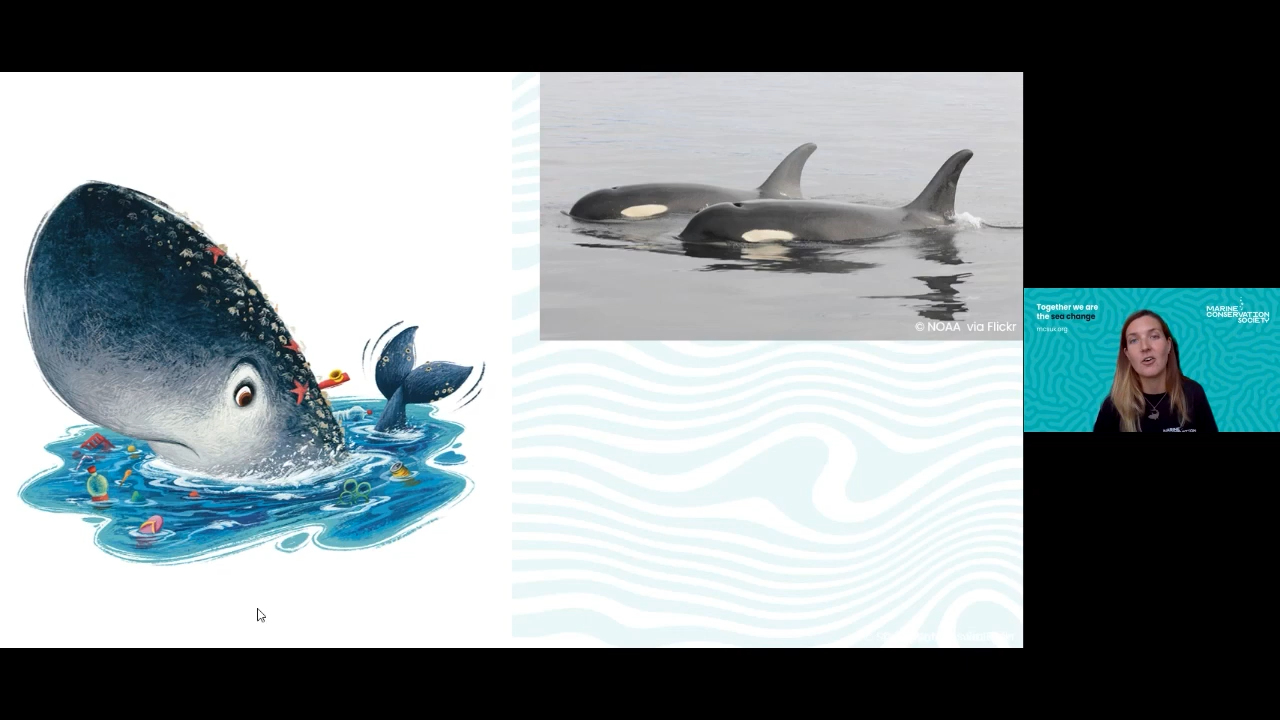 © NOAA via Flickr
Together we are
the sea change
mcsuk.org
MARINE
CONSERVATION
SOCIETY